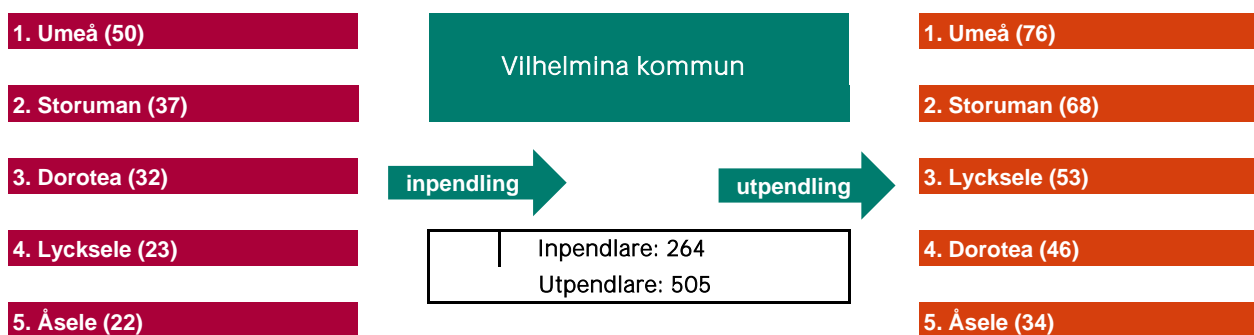 1. Umeå (50)
2. Storuman (37)
3. Dorotea (32)
4. Lycksele (23)
5. Åsele (22)
Vilhelmina kommun
inpendling
utpendling
Inpendlare: 264
Utpendlare: 505
1. Umeå (76)
2. Storuman (68)
3. Lycksele (53)
4. Dorotea (46)
5. Åsele (34)